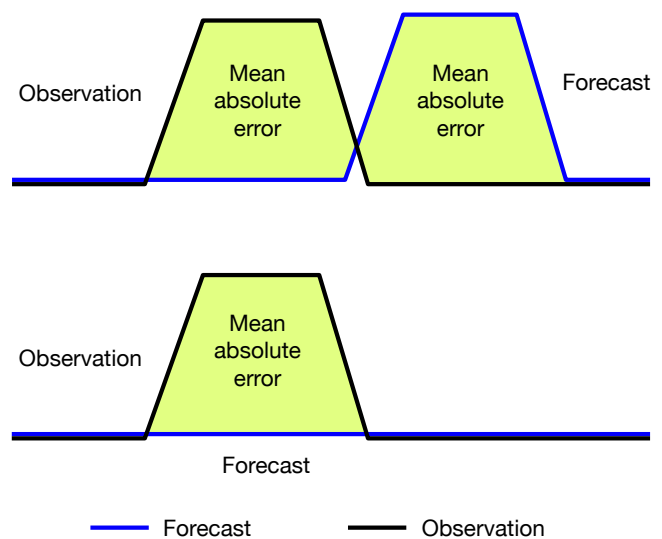 Observation
Mean
absolute
error
Mean
absolute
error
Forecast
Observation
Mean
absolute
error
Forecast
Forecast
Observation